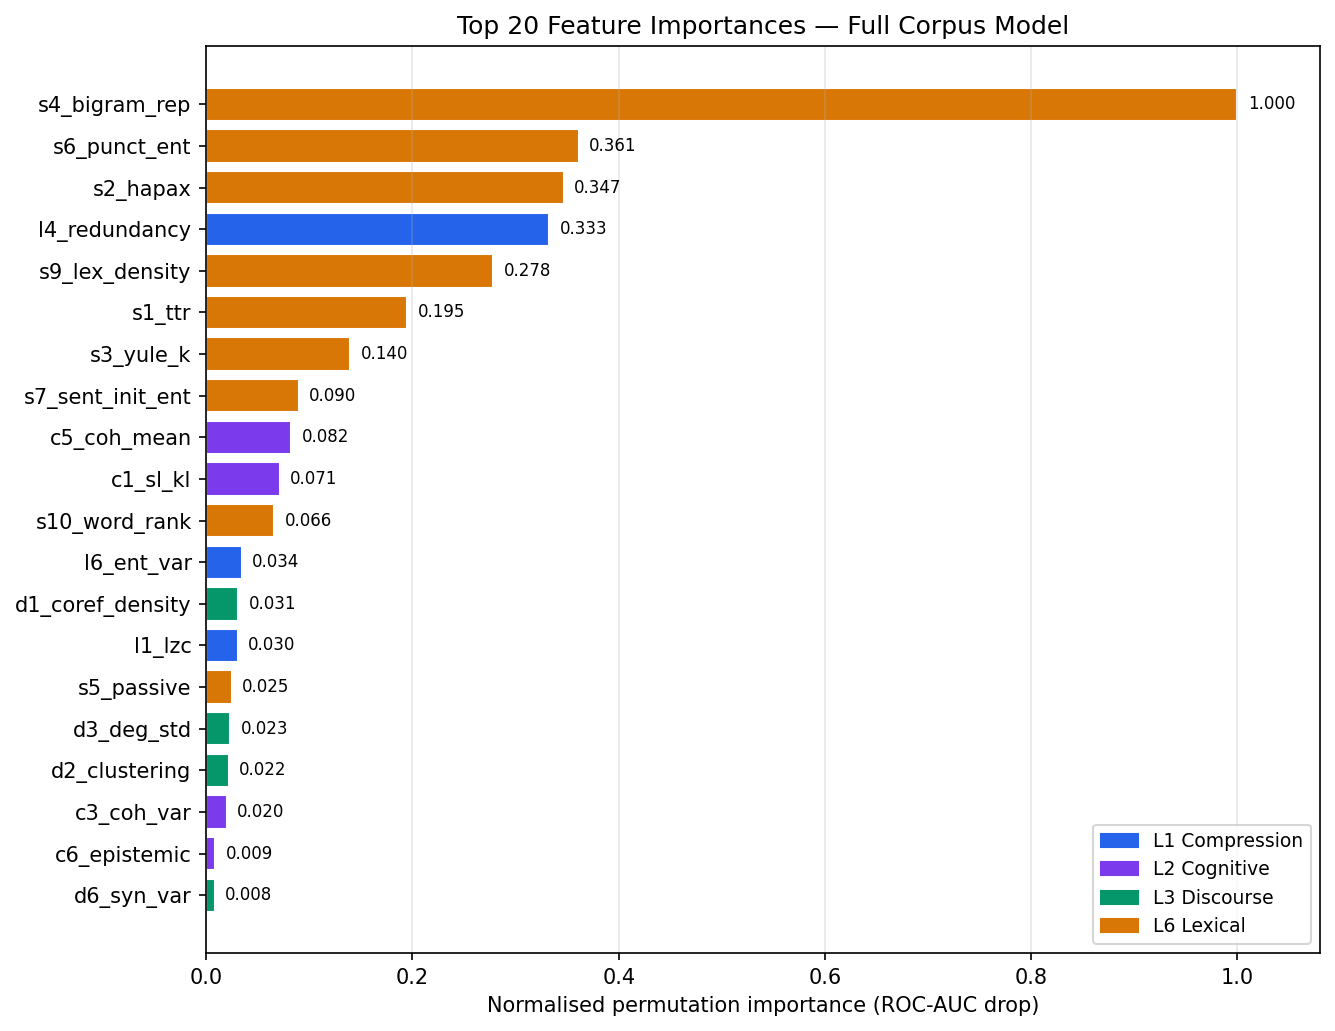 Top 20 Feature Importances — Full Corpus Model
s4_bigram_rep 1.000
s6_punct_ent 0.361
s2_hapax 0.347
l4_redundancy 0.333
s9_lex_density 0.278
s1_ttr 0.195
s3_yule_k 0.140
s7_sent_init_ent 0.090
c5_coh_mean 0.082
c1_sl_kl 0.071
s10_word_rank 0.066
l6_ent_var 0.034
d1_coref_density 0.031
l1_lzc 0.030
s5_passive 0.025
d3_deg_std 0.023
d2_clustering 0.022
c3_coh_var 0.020
c6_epistemic 0.009
d6_syn_var 0.008
L1 Compression
L2 Cognitive
L3 Discourse
L6 Lexical
0.0 0.2 0.4 0.6 0.8 1.0
Normalised permutation importance (ROC-AUC drop)